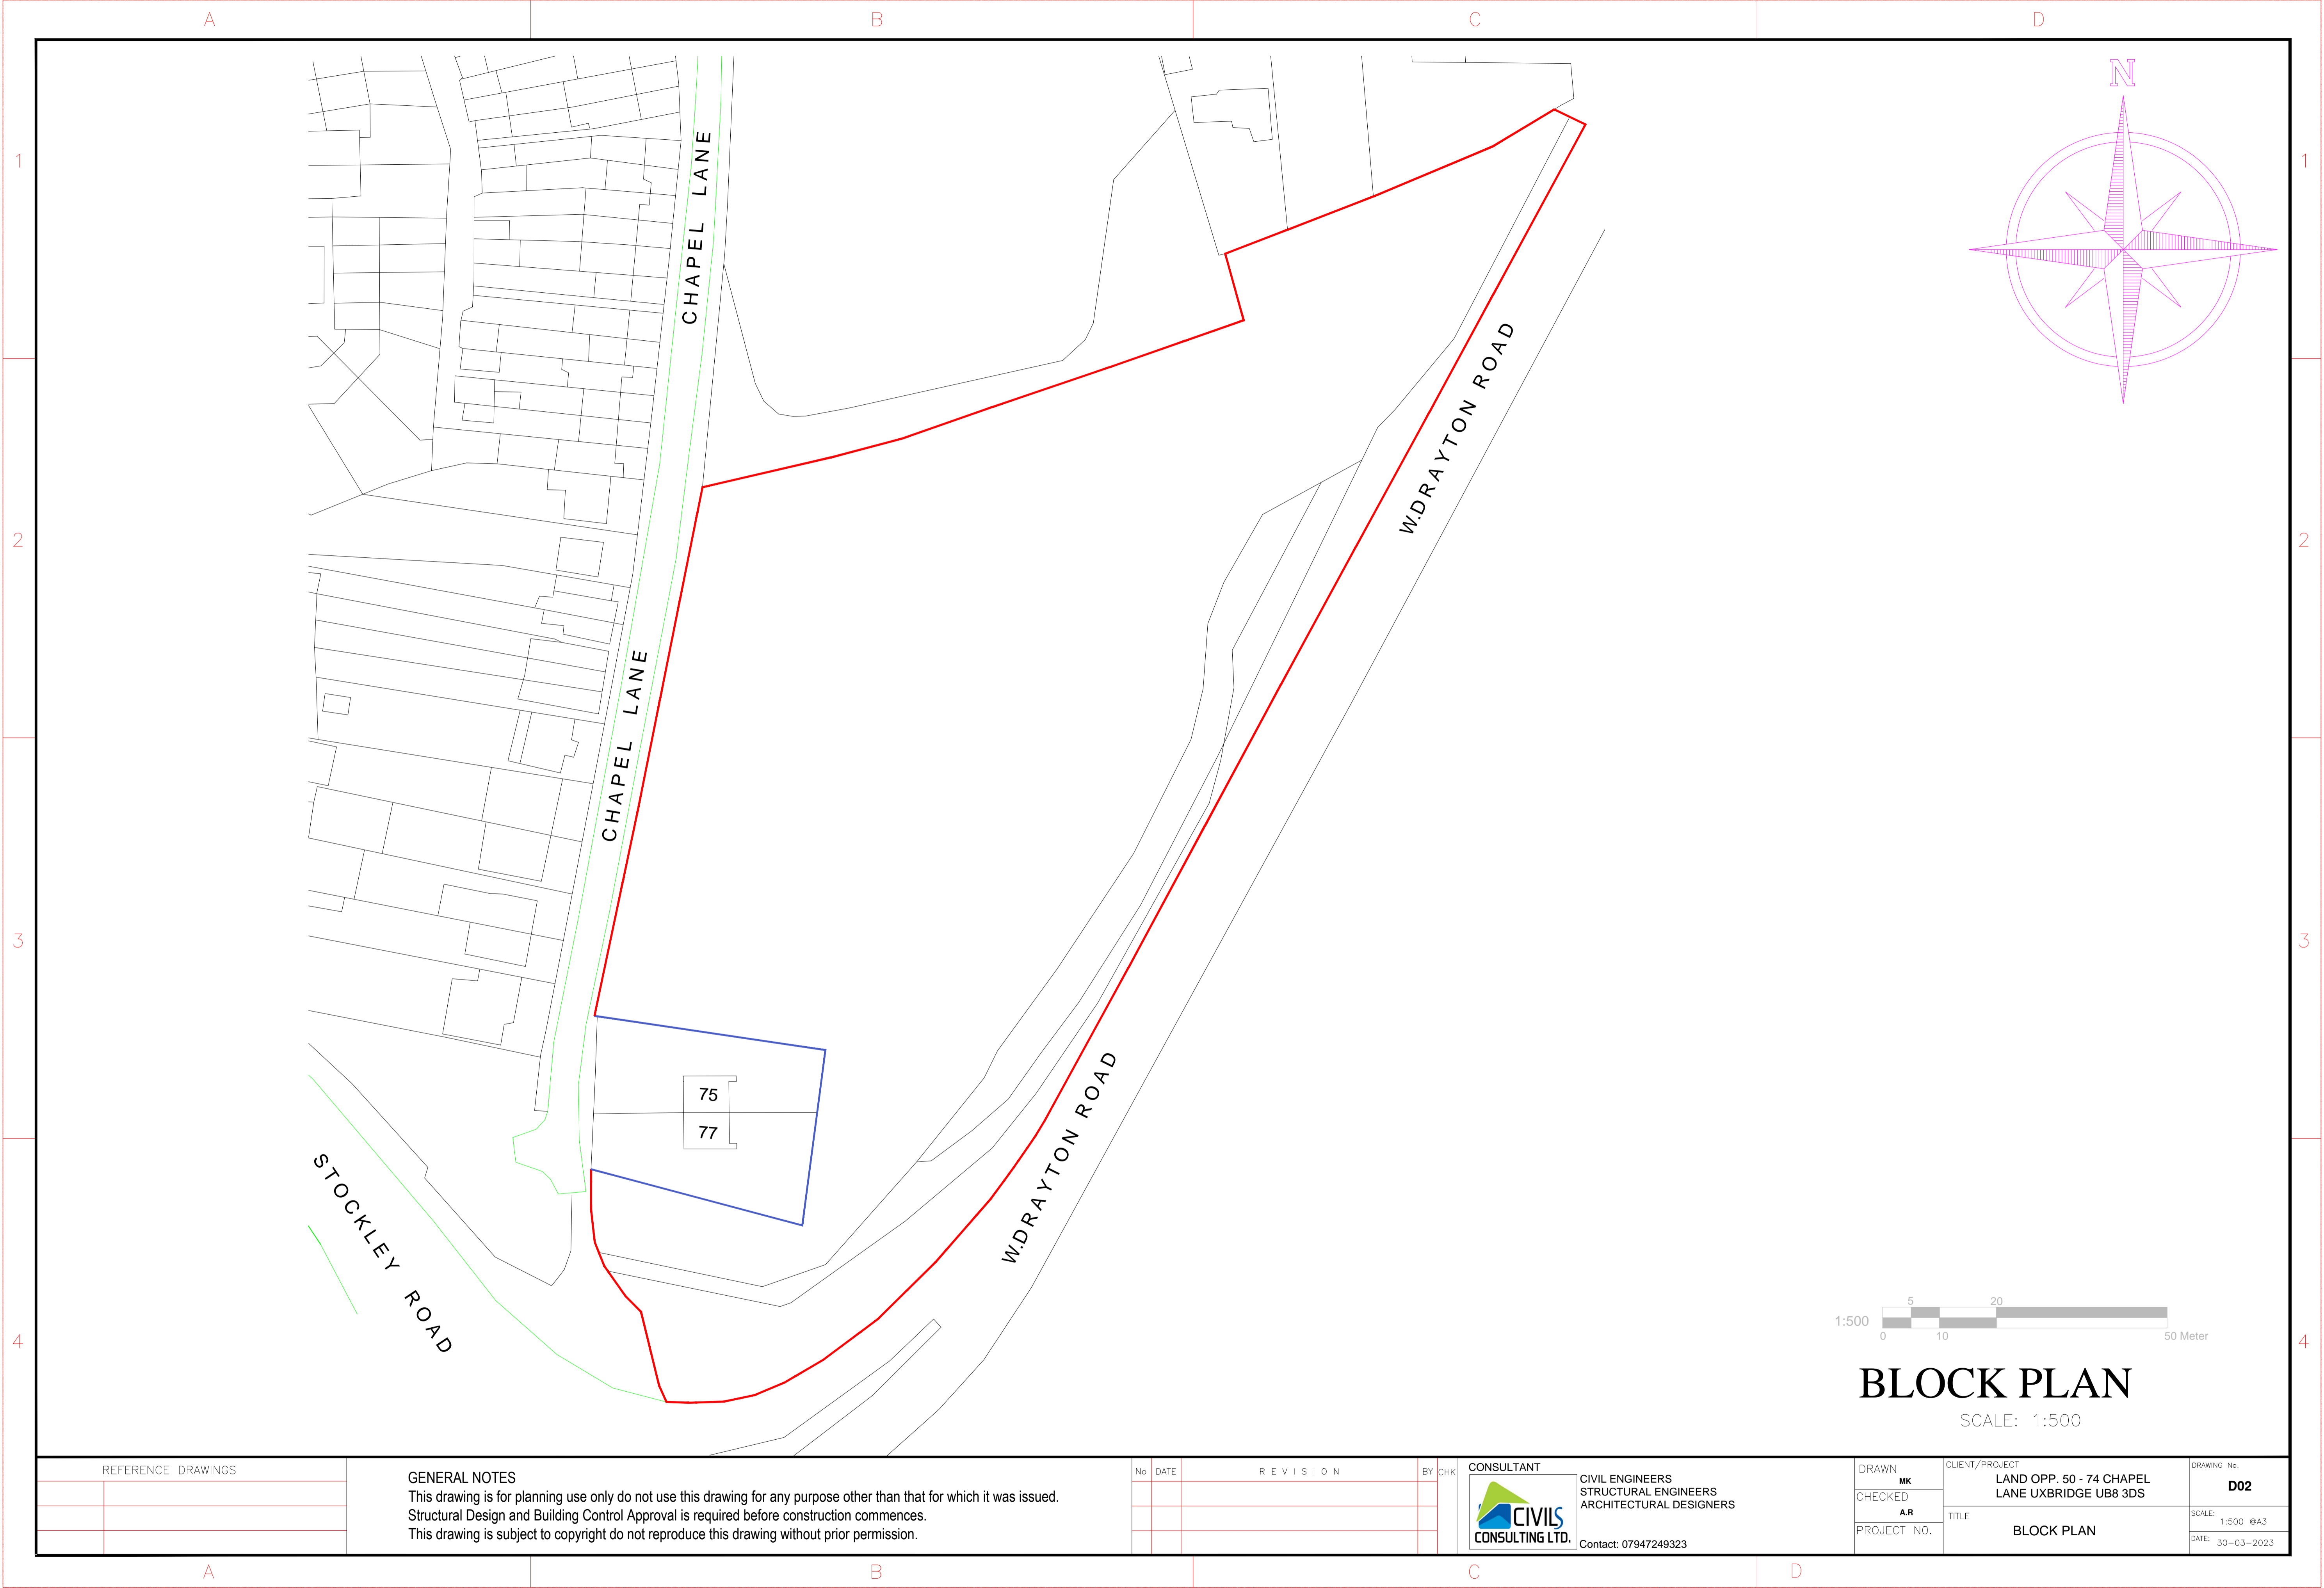 A B C D
N
1 1
CHAPEL LANE
W.DRAYTON ROAD
2 2
CHAPEL LANE
3 3
75
77
W.DRAYTON ROAD
STOCKLEY ROAD
4 4
5 20
1:500
0 10 50 Meter
BLOCK PLAN
SCALE: 1:500
REFERENCE DRAWINGS
GENERAL NOTES
This drawing is for planning use only do not use this drawing for any purpose other than that for which it was issued.
Structural Design and Building Control Approval is required before construction commences.
This drawing is subject to copyright do not reproduce this drawing without prior permission.
No DATE REVISION BY CHK
CONSULTANT
CIVILS
CONSULTING LTD.
CIVIL ENGINEERS
STRUCTURAL ENGINEERS
ARCHITECTURAL DESIGNERS
Contact: 07947249323
DRAWN
MK
CHECKED
A.R
PROJECT NO.
CLIENT/PROJECT
LAND OPP. 50 - 74 CHAPEL
LANE UXBRIDGE UB8 3DS
TITLE
BLOCK PLAN
DRAWING No.
D02
SCALE:
1:500 @A3
DATE:
30-03-2023
A B C D